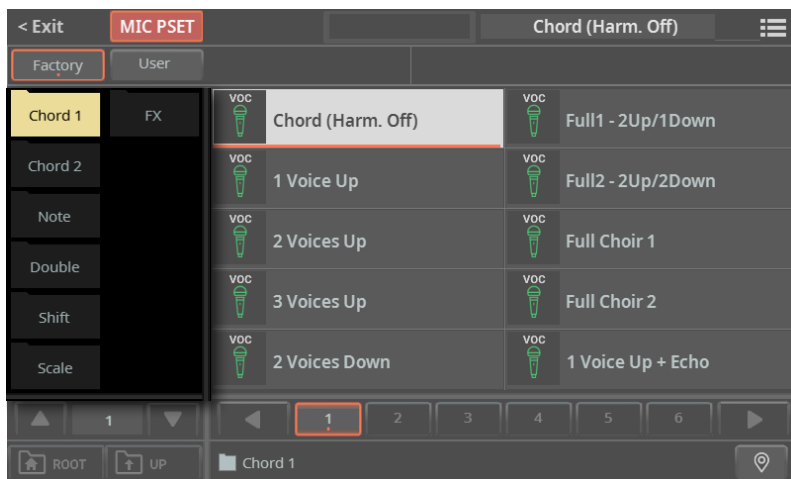 < Exit MIC PSET Chord (Harm. Off)
Factory User
Chord 1 FX
Chord 2
Note
Double
Shift
Scale
VOC Chord (Harm. Off) VOC Full1 - 2Up/1Down
VOC 1 Voice Up VOC Full2 - 2Up/2Down
VOC 2 Voices Up VOC Full Choir 1
VOC 3 Voices Up VOC Full Choir 2
VOC 2 Voices Down VOC 1 Voice Up + Echo
1 1 2 3 4 5 6
ROOT UP Chord 1